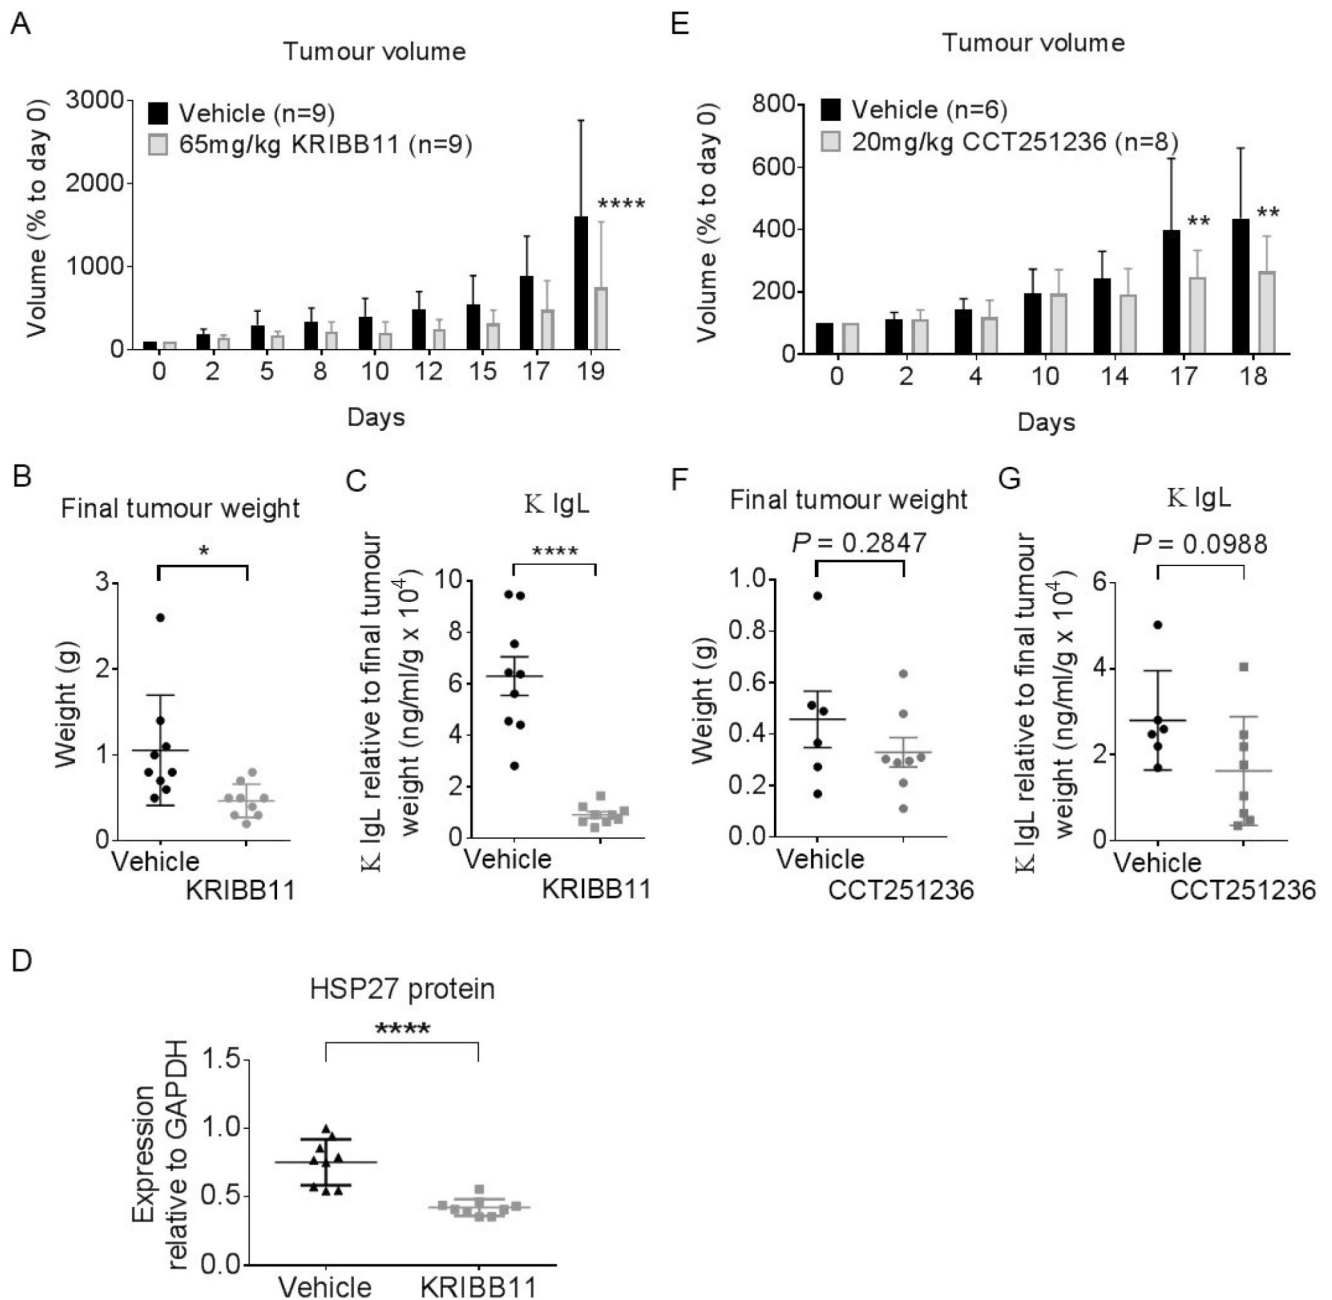 A
Tumour volume
Volume (% to day 0)
3000
2000
1000
0
Vehicle (n=9)
65mg/kg KRIBB11 (n=9)
****
0 2 5 8 10 12 15 17 19
Days
E
Tumour volume
Volume (% to day 0)
800
600
400
200
0
Vehicle (n=6)
20mg/kg CCT251236 (n=8)
** **
0 2 4 10 14 17 18
Days
B
Final tumour weight
*
Weight (g)
3
2
1
0
Vehicle
KRIBB11
C
K IgL
****
K IgL relative to final tumour
weight (ng/ml/g x 10⁴)
10
8
6
4
2
0
Vehicle
KRIBB11
F
Final tumour weight
P = 0.2847
Weight (g)
1.0
0.8
0.6
0.4
0.2
0.0
Vehicle
CCT251236
G
K IgL
P = 0.0988
K IgL relative to final tumour
weight (ng/ml/g x 10⁴)
6
4
2
0
Vehicle
CCT251236
D
HSP27 protein
****
Expression
relative to GAPDH
1.5
1.0
0.5
0.0
Vehicle
KRIBB11